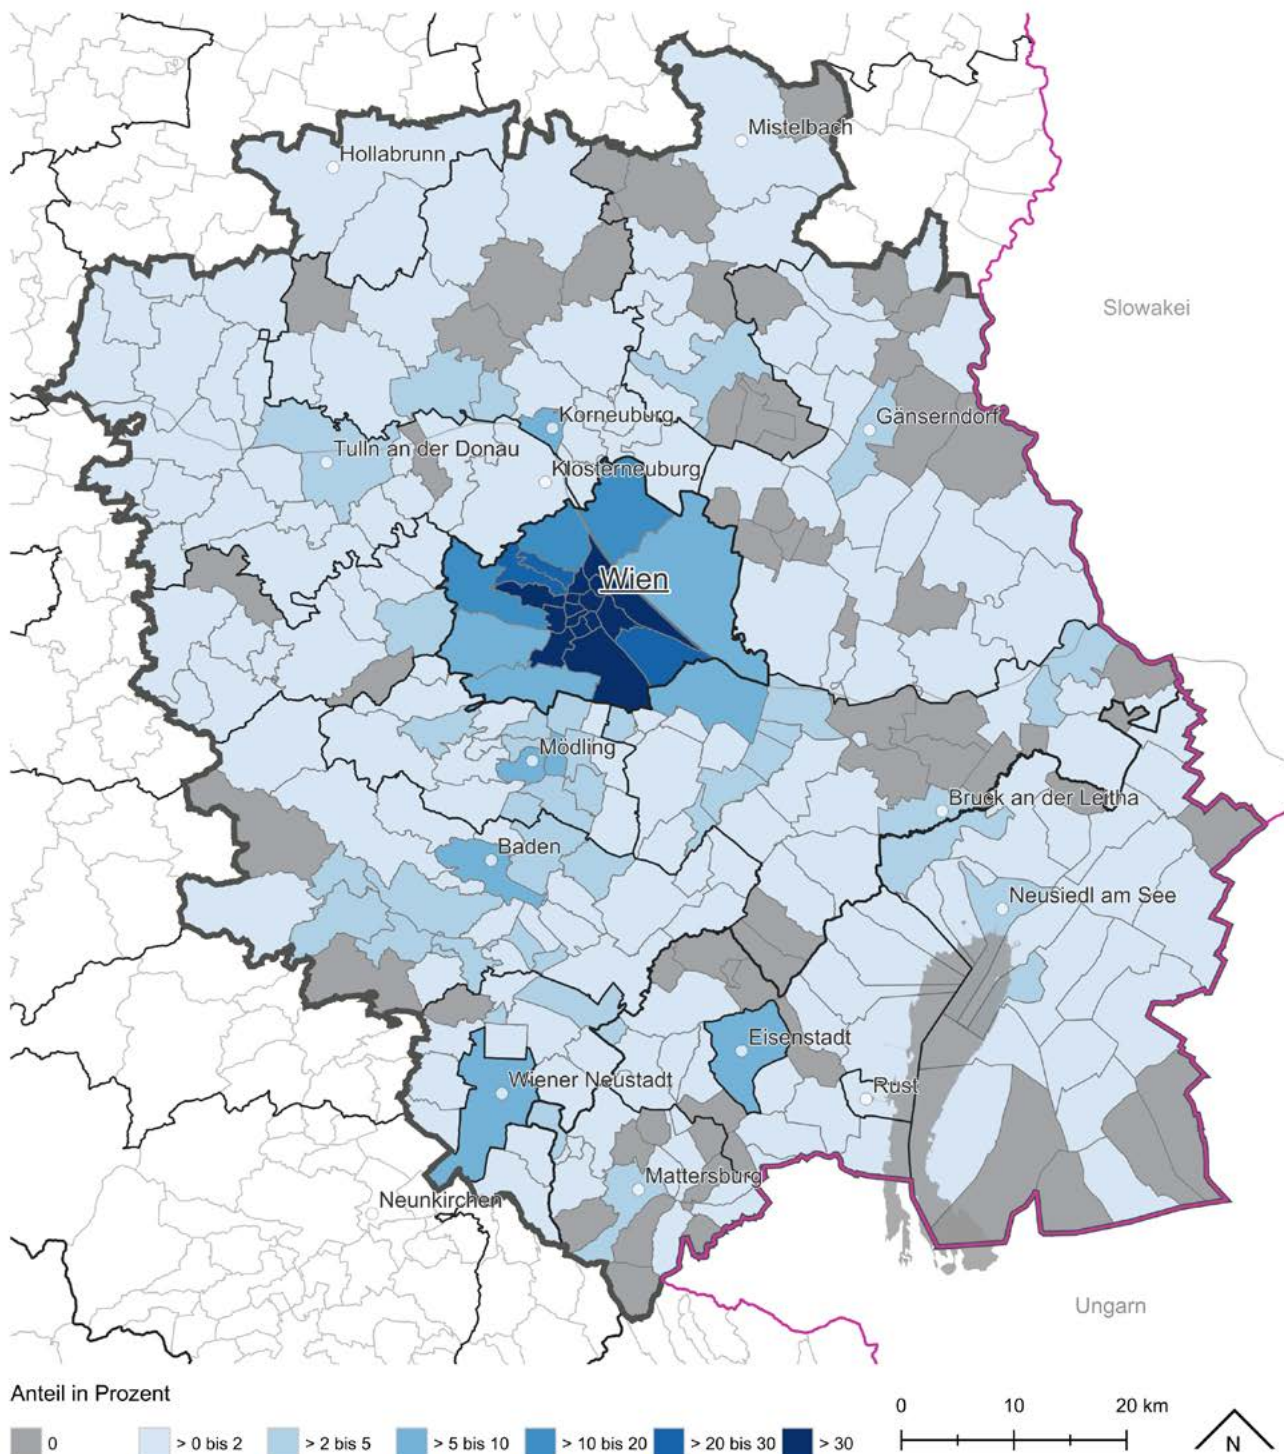 Mistelbach
Hollabrunn
Slowakei
Korneuburg
Gänserndorf
Tulln an der Donau
Klosterneuburg
Wien
Mödling
Bruck an der Leitha
Baden
Neusiedl am See
Eisenstadt
Wiener Neustadt
Rust
Mattersburg
Neunkirchen
Ungarn
Anteil in Prozent
0 10 20 km
0 > 0 bis 2 > 2 bis 5 > 5 bis 10 > 10 bis 20 > 20 bis 30 > 30
N